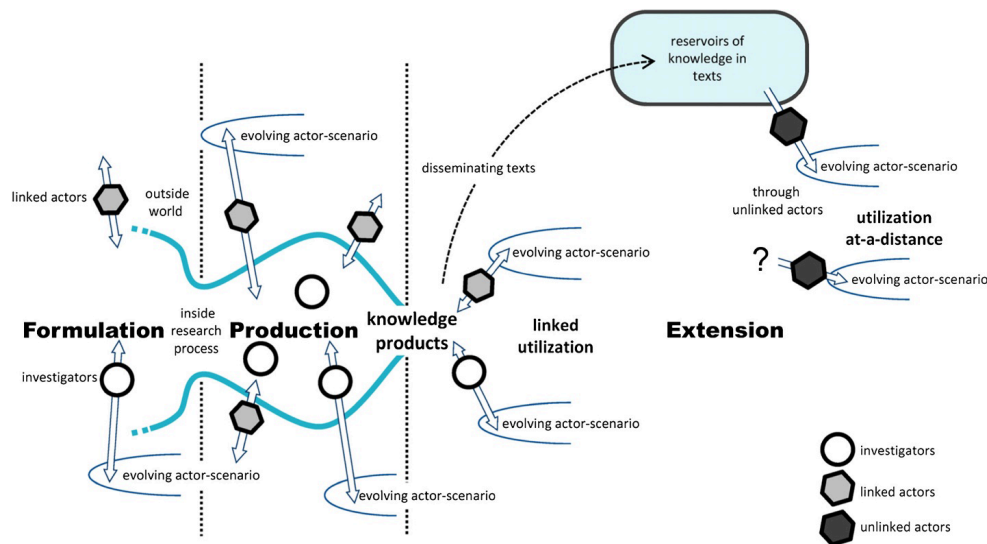 reservoirs of
knowledge in
texts
evolving actor-scenario
disseminating texts
evolving actor-scenario
linked actors
outside
world
through
unlinked actors
utilization
at-a-distance
evolving actor-scenario
?
evolving actor-scenario
Formulation
inside
research
process
Production
knowledge
products
linked
utilization
Extension
investigators
evolving actor-scenario
evolving actor-scenario
evolving actor-scenario
investigators
linked actors
unlinked actors